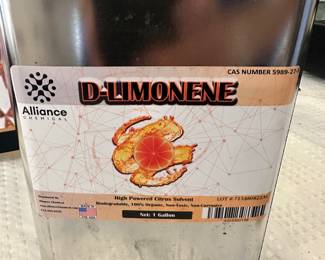 CAS NUMBER 5989-27-
D-LIMONENE
Alliance
CHEMICAL
High Powered Citrus Solvent
Biodegradable, 100% Organic, Non-Toxic, Non-Corrosive
Net: 1 Gallon
LOT #